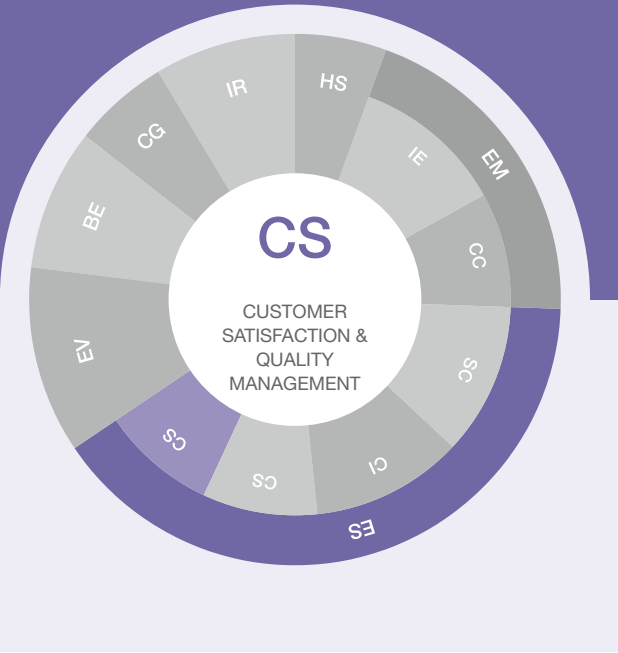 CS
CUSTOMER
SATISFACTION &
QUALITY
MANAGEMENT
HS
EM
IE
CC
SC
CI
CS
CS
ES
EV
BE
CG
IR